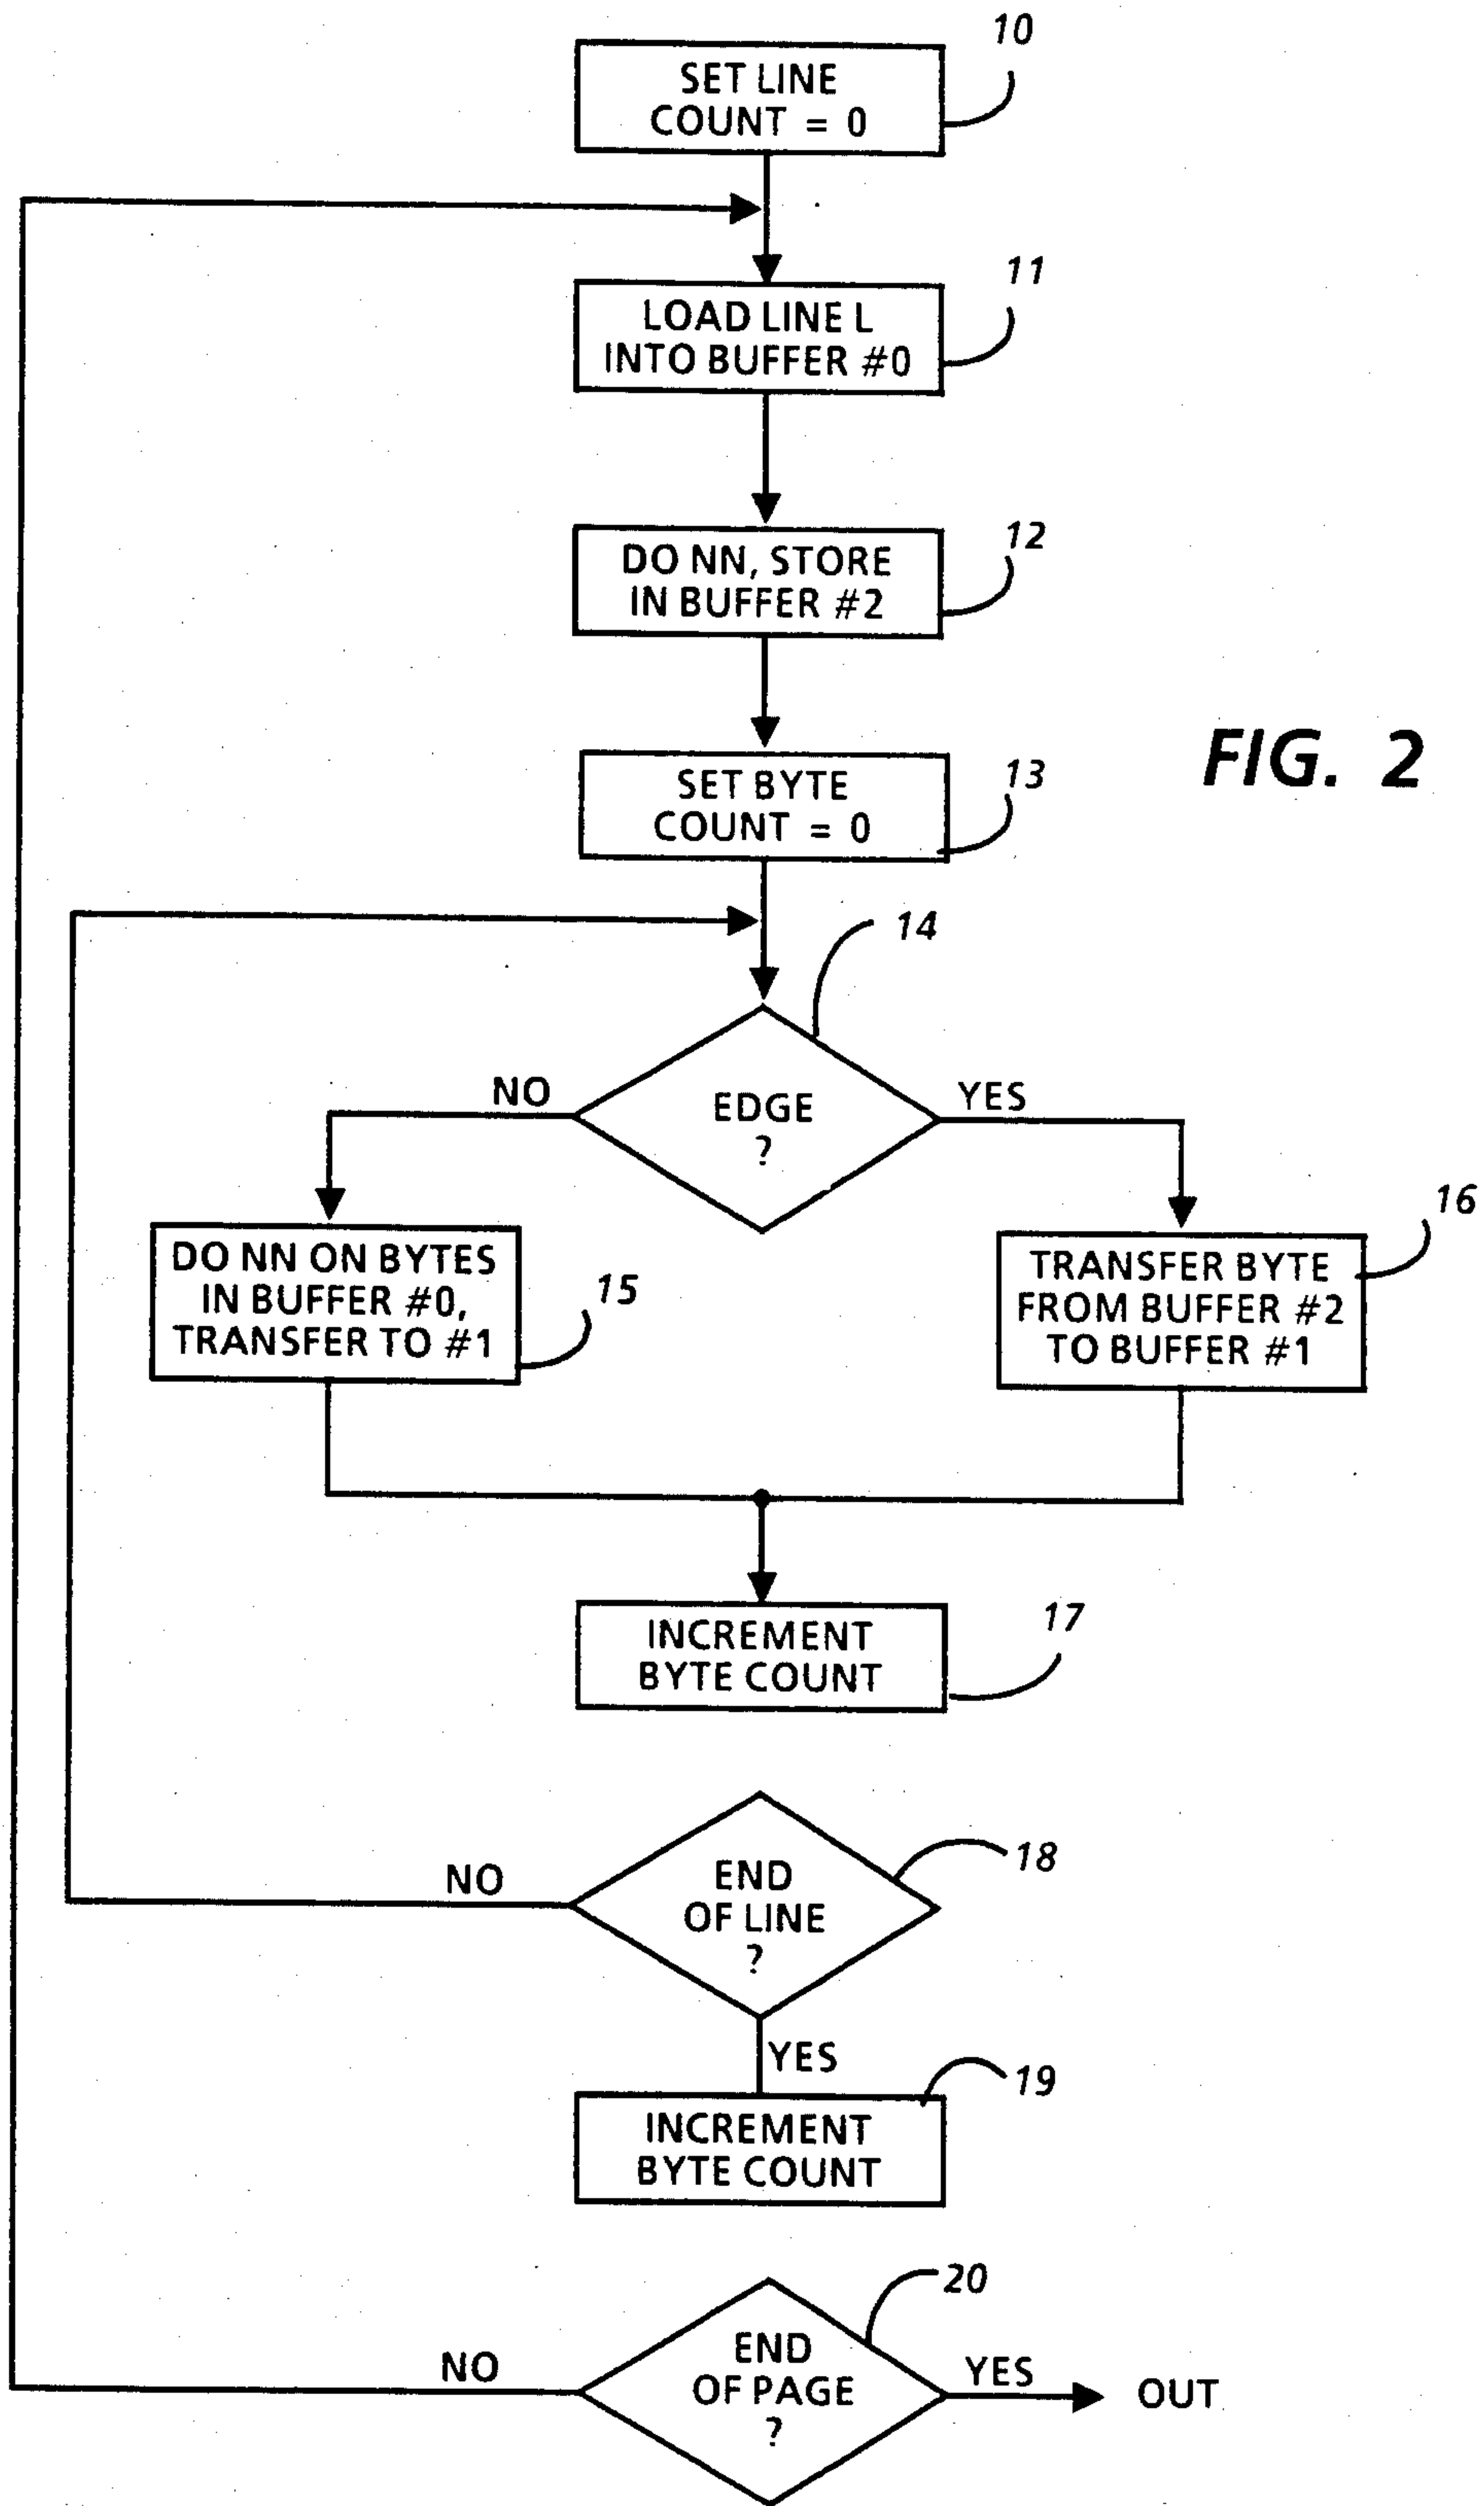 10
SET LINE
COUNT = 0
11
LOAD LINE L
INTO BUFFER #0
12
DO NN, STORE
IN BUFFER #2
FIG. 2
13
SET BYTE
COUNT = 0
14
NO
EDGE
?
YES
16
DO NN ON BYTES
IN BUFFER #0,
TRANSFER TO #1
15
TRANSFER BYTE
FROM BUFFER #2
TO BUFFER #1
17
INCREMENT
BYTE COUNT
18
NO
END
OF LINE
?
YES
19
INCREMENT
BYTE COUNT
20
NO
END
OF PAGE
?
YES
OUT